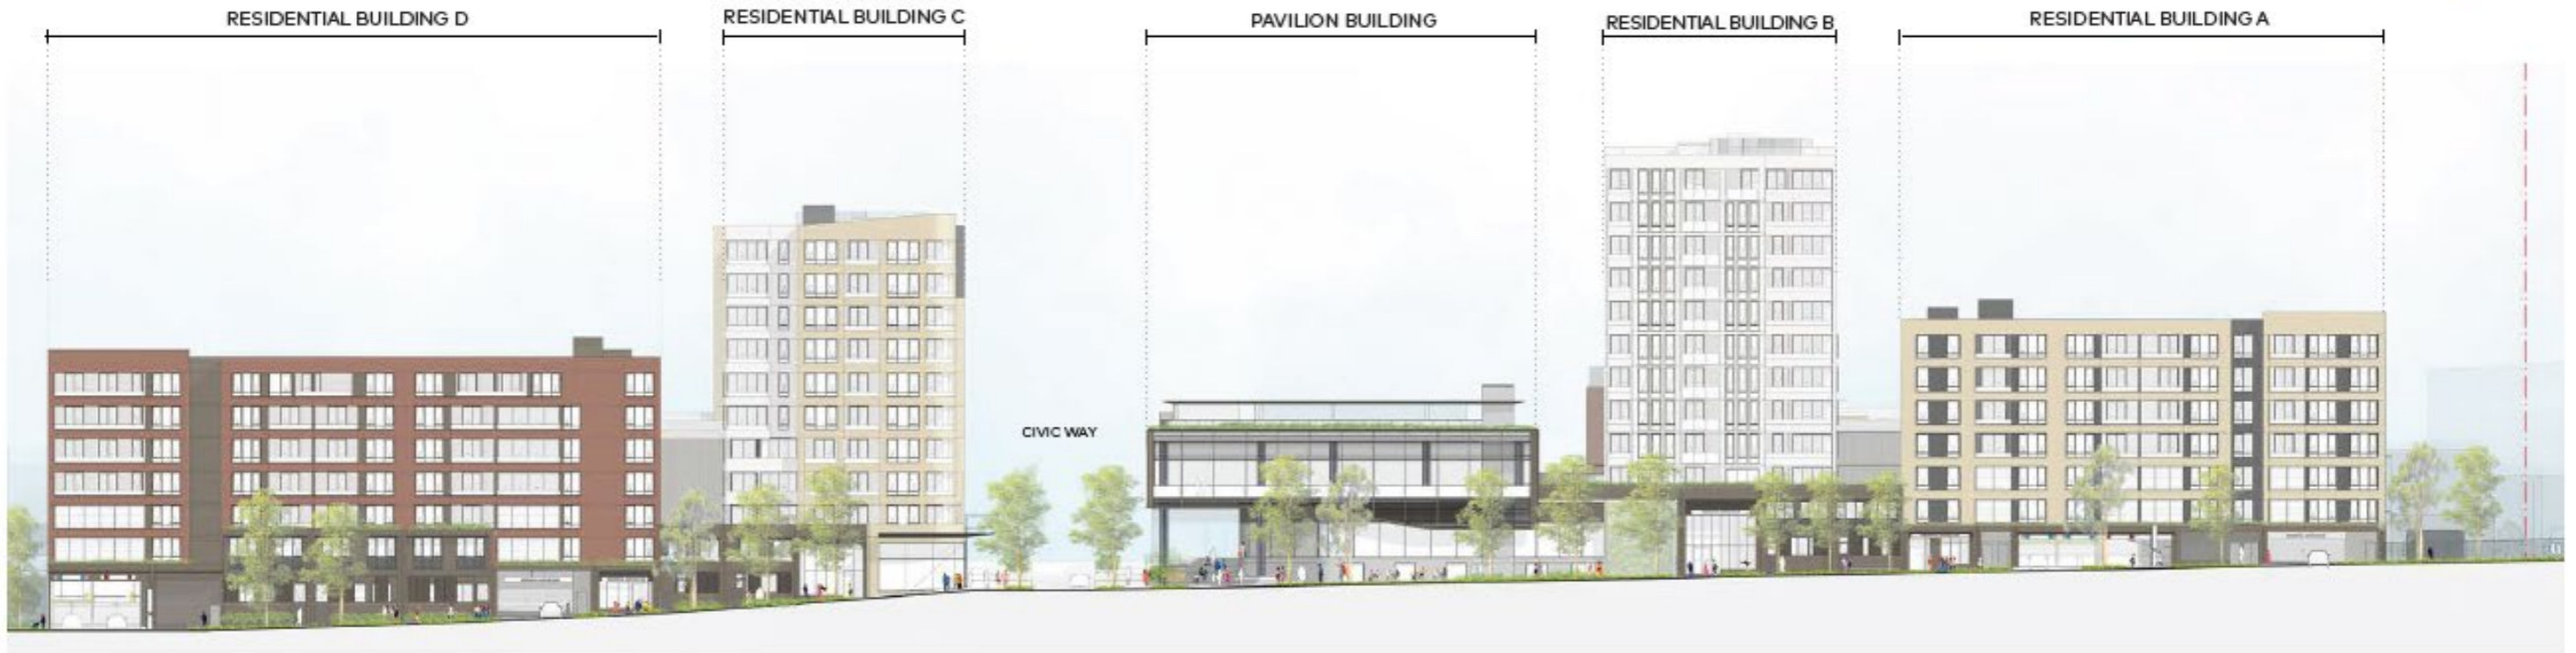 RESIDENTIAL BUILDING D
RESIDENTIAL BUILDING C
PAVILION BUILDING
RESIDENTIAL BUILDING B
RESIDENTIAL BUILDING A
CIVIC WAY